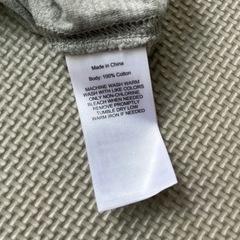 Made in China
Body: 100% Cotton
MACHINE WASH WARM
WASH WITH LIKE COLORS
ONLY NON-CHLORINE
BLEACH WHEN NEEDED
REMOVE PROMPTLY
TUMBLE DRY LOW
WARM IRON IF NEEDED